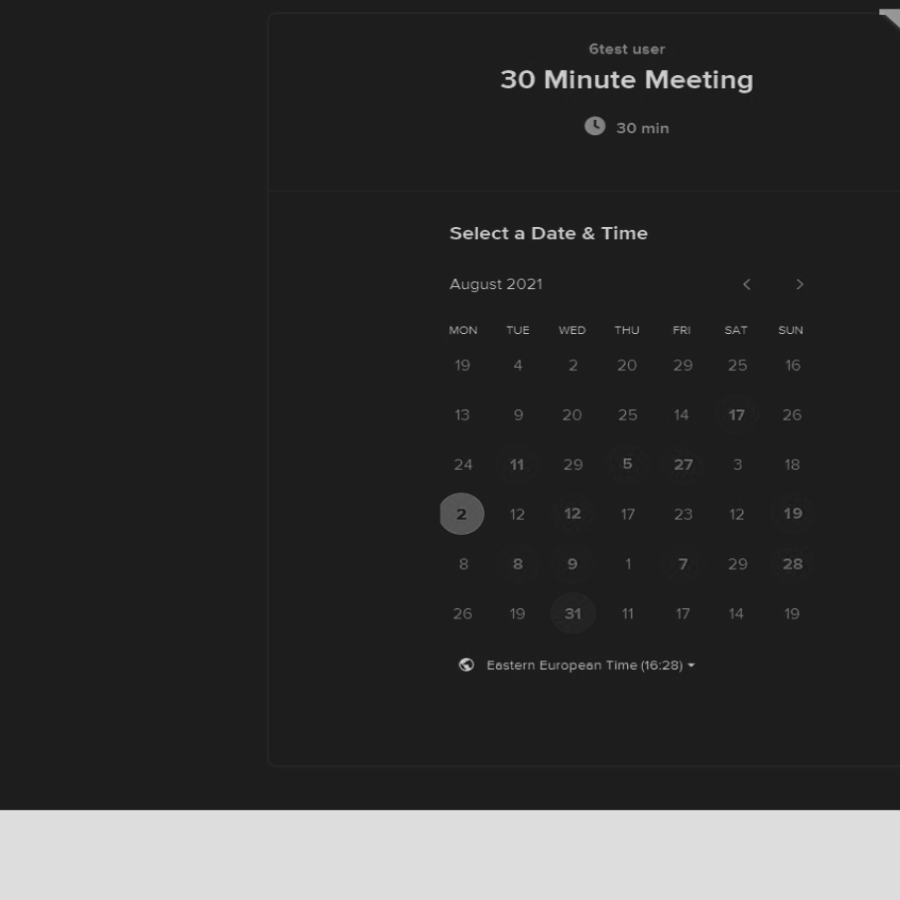 6test user
30 Minute Meeting
30 min
Select a Date & Time
August 2021
MON TUE WED THU FRI SAT SUN
19 4 2 20 29 25 16
13 9 20 25 14 17 26
24 11 29 5 27 3 18
2 12 12 17 23 12 19
8 8 9 1 7 29 28
26 19 31 11 17 14 19
Eastern European Time (16:28)